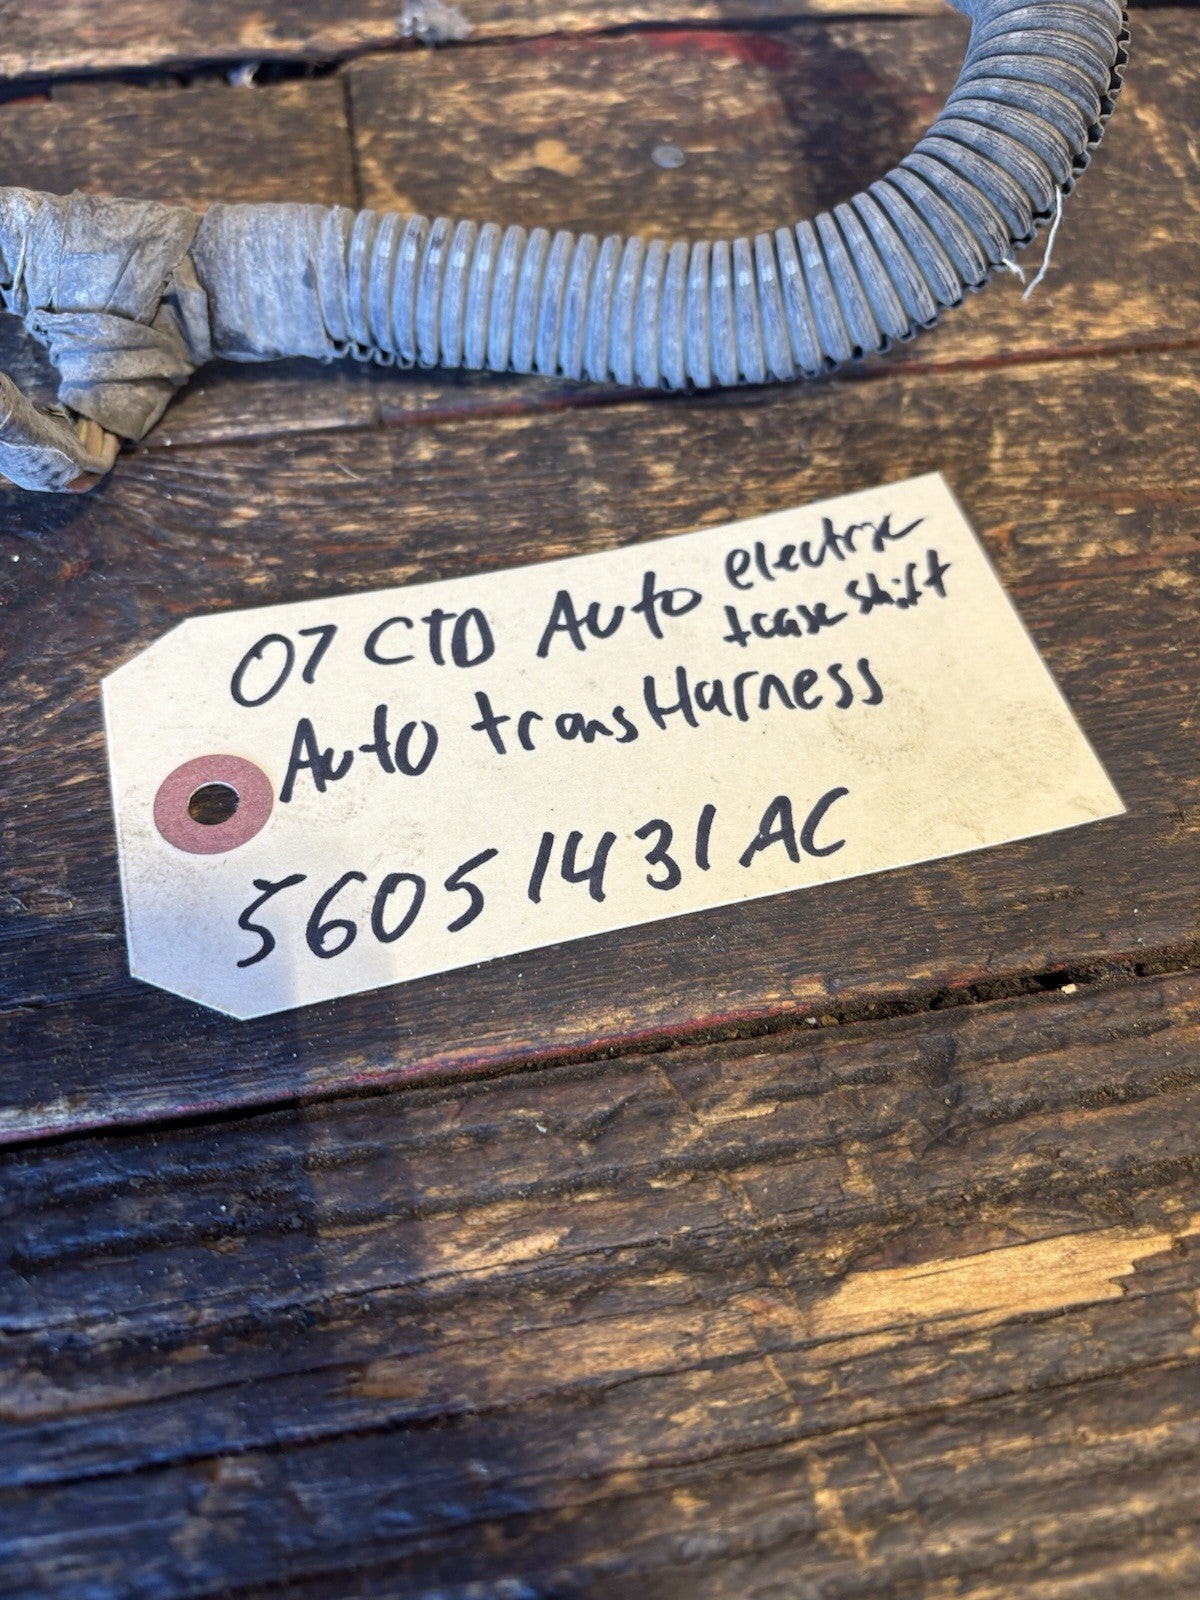 07 CTD Auto electric
tcase shift
Auto trans Harness
56051431AC